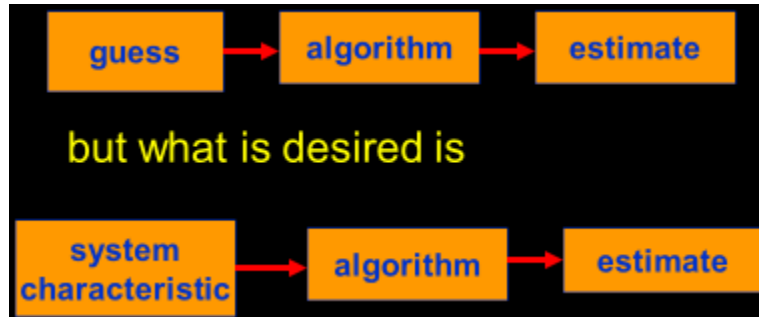 guess algorithm estimate
but what is desired is
system
characteristic algorithm estimate